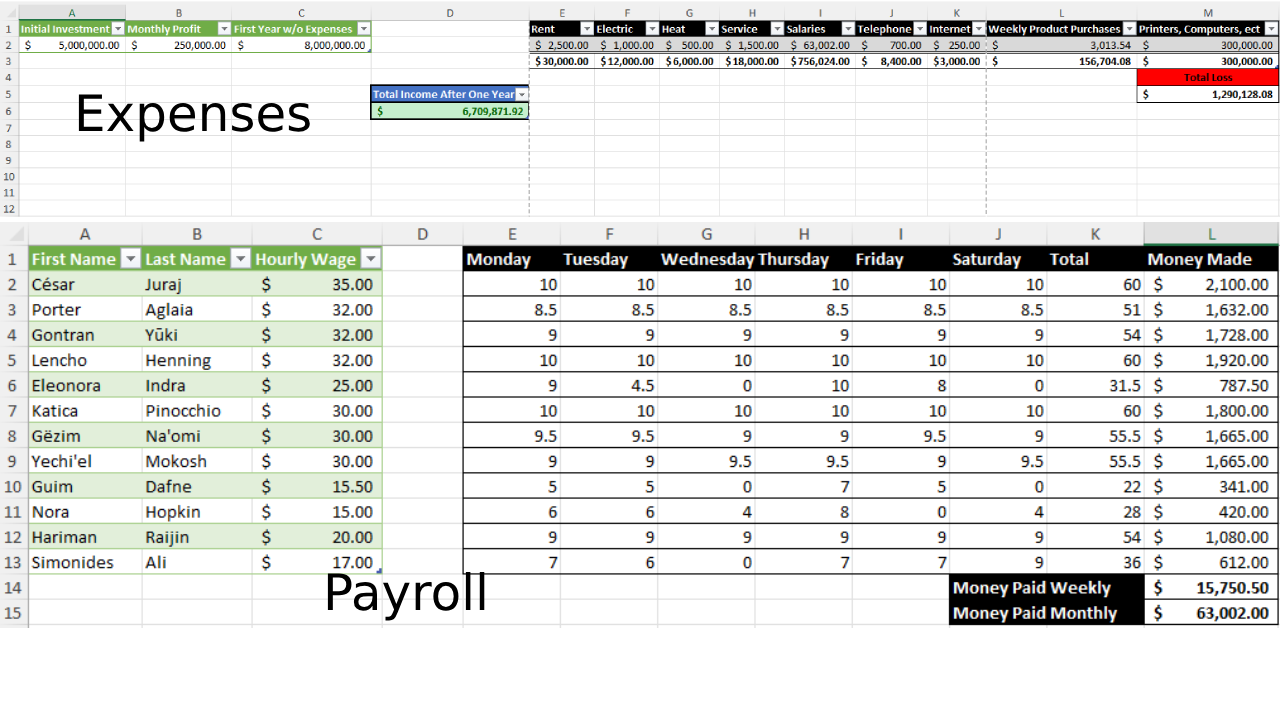 A B C D E F G H I J K L M
1 Initial Investment Monthly Profit First Year w/o Expenses Rent Electric Heat Service Salaries Telephone Internet Weekly Product Purchases Printers, Computers, ect
2 $ 5,000,000.00 $ 250,000.00 $ 8,000,000.00 $ 2,500.00 $ 1,000.00 $ 500.00 $ 1,500.00 $ 63,002.00 $ 700.00 $ 250.00 $ 3,013.54 $ 300,000.00
3 $30,000.00 $12,000.00 $6,000.00 $18,000.00 $756,024.00 $ 8,400.00 $3,000.00 $ 156,704.08 $ 300,000.00
4 Total Loss
5 Total Income After One Year $ 1,290,128.08
6 $ 6,709,871.92
Expenses
7
8
9
10
11
12
A B C D E F G H I J K L
1 First Name Last Name Hourly Wage Monday Tuesday Wednesday Thursday Friday Saturday Total Money Made
2 César Juraj $ 35.00 10 10 10 10 10 10 60 $ 2,100.00
3 Porter Aglaia $ 32.00 8.5 8.5 8.5 8.5 8.5 8.5 51 $ 1,632.00
4 Gontran Yūki $ 32.00 9 9 9 9 9 9 54 $ 1,728.00
5 Lencho Henning $ 32.00 10 10 10 10 10 10 60 $ 1,920.00
6 Eleonora Indra $ 25.00 9 4.5 0 10 8 0 31.5 $ 787.50
7 Katica Pinocchio $ 30.00 10 10 10 10 10 10 60 $ 1,800.00
8 Gëzim Na'omi $ 30.00 9.5 9.5 9 9 9.5 9 55.5 $ 1,665.00
9 Yechi'el Mokosh $ 30.00 9 9 9.5 9.5 9 9.5 55.5 $ 1,665.00
10 Guim Dafne $ 15.50 5 5 0 7 5 0 22 $ 341.00
11 Nora Hopkin $ 15.00 6 6 4 8 0 4 28 $ 420.00
12 Hariman Raijin $ 20.00 9 9 9 9 9 9 54 $ 1,080.00
13 Simonides Ali $ 17.00 7 6 0 7 7 9 36 $ 612.00
Payroll
14 Money Paid Weekly $ 15,750.50
15 Money Paid Monthly $ 63,002.00